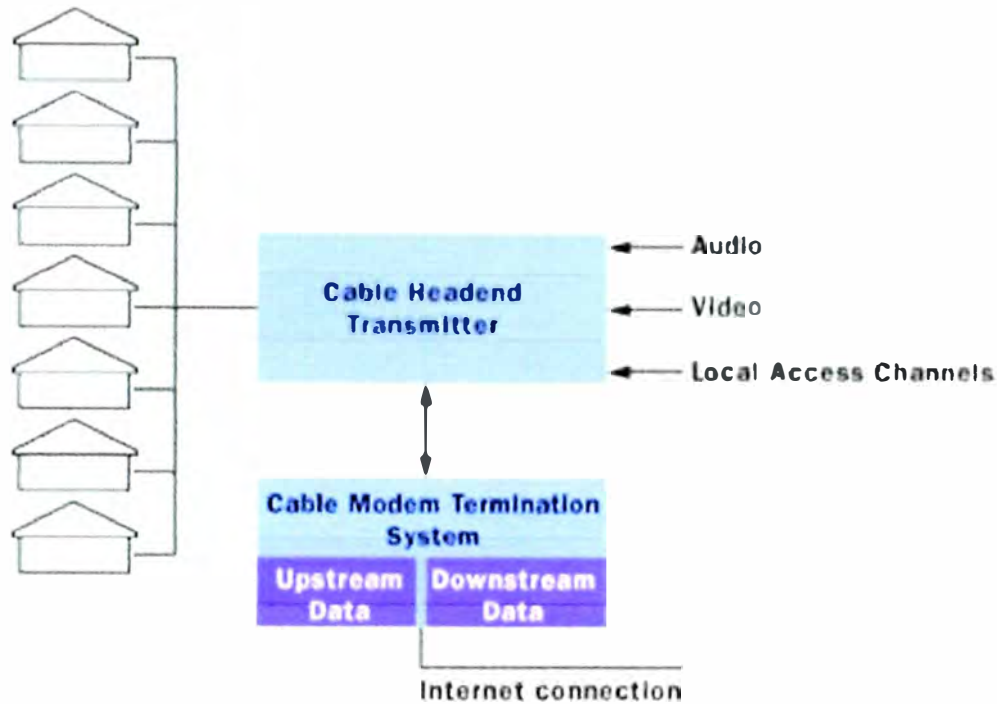 Audio
Cable Headend
Transmitter
Video
Local Access Channels
Cable Modem Termination
System
Upstream
Data
Downstream
Data
Internet connection